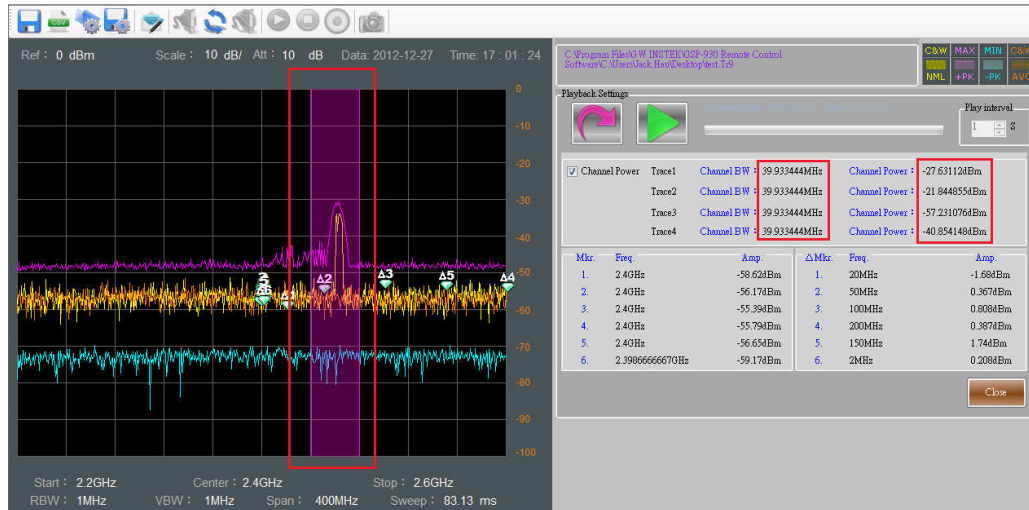 CSV
Ref : 0 dBm Scale : 10 dB/ Att : 10 dB Data: 2012-12-27 Time: 17 : 01 : 24
C:\Program Files\GW INSTEK\GSP-930 Remote Control
Software\C:\Users\Jack Hau\Desktop\test.Tr9
C&W MAX MIN C&W
NML +PK -PK AVG
Playback Settings
Play interval
1 S
0
-10
-20
-30
-40
-50
-60
-70
-80
-90
-100
Δ1
Δ2
Δ3
Δ5
Δ4
Channel Power Trace1 Channel BW : 39.933444MHz Channel Power : -27.63112dBm
Trace2 Channel BW : 39.933444MHz Channel Power : -21.844855dBm
Trace3 Channel BW : 39.933444MHz Channel Power : -57.231076dBm
Trace4 Channel BW : 39.933444MHz Channel Power : -40.854148dBm
Mkr. Freq. Amp. ΔMkr. Freq. Amp.
1. 2.4GHz -58.62dBm 1. 20MHz -1.68dBm
2. 2.4GHz -56.17dBm 2. 50MHz 0.367dBm
3. 2.4GHz -55.39dBm 3. 100MHz 0.808dBm
4. 2.4GHz -55.79dBm 4. 200MHz 0.387dBm
5. 2.4GHz -56.65dBm 5. 150MHz 1.74dBm
6. 2.3986666667GHz -59.17dBm 6. 2MHz 0.208dBm
Close
Start : 2.2GHz Center : 2.4GHz Stop : 2.6GHz
RBW : 1MHz VBW : 1MHz Span : 400MHz Sweep : 83.13 ms